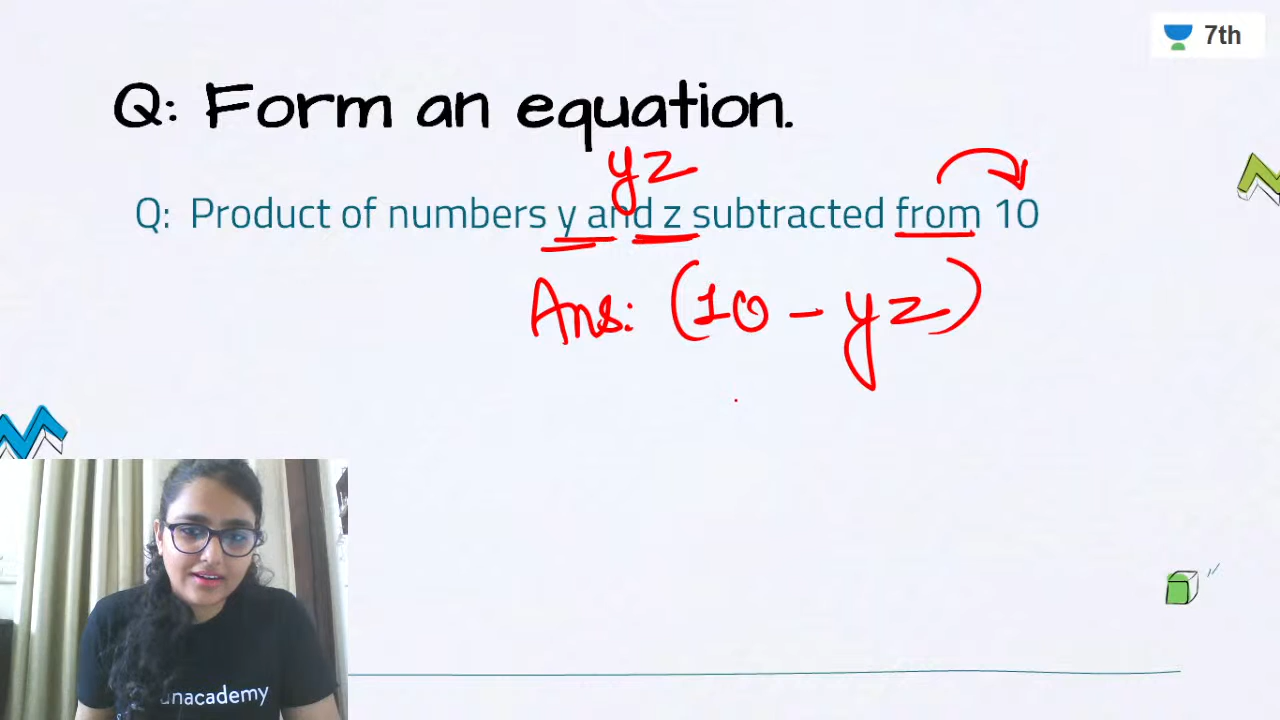 7th
Q: Form an equation.
yz
Q: Product of numbers y and z subtracted from 10
Ans: (10 - yz)
unacademy